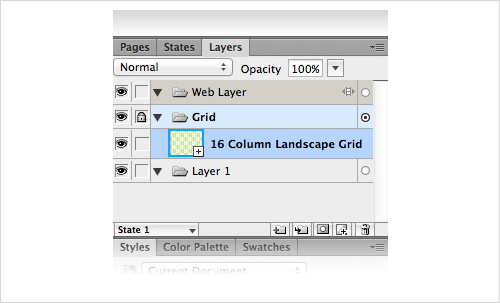 Pages States Layers
Normal Opacity 100%
Web Layer
Grid
16 Column Landscape Grid
Layer 1
State 1
Styles Color Palette Swatches
Current Document